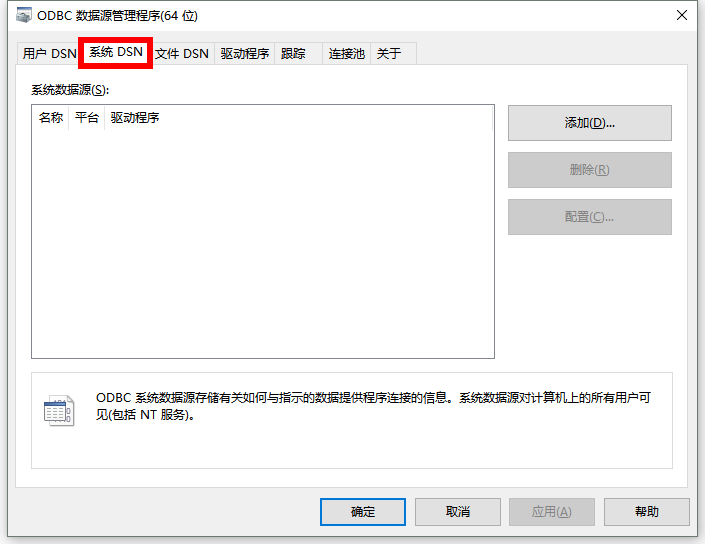 ODBC 数据源管理程序(64 位)
用户 DSN 系统 DSN 文件 DSN 驱动程序 跟踪 连接池 关于
系统数据源(S):
名称 平台 驱动程序
添加(D)...
删除(R)
配置(C)...
ODBC 系统数据源存储有关如何与指示的数据提供程序连接的信息。系统数据源对计算机上的所有用户可
见(包括 NT 服务)。
确定 取消 应用(A) 帮助